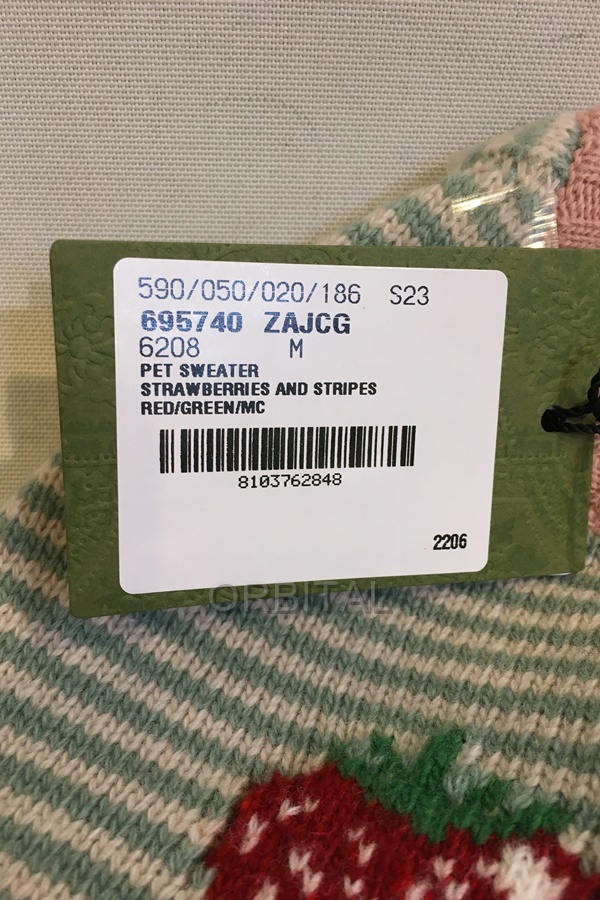 590/050/020/186 S23
695740 ZAJCG
6208 M
PET SWEATER
STRAWBERRIES AND STRIPES
RED/GREEN/MC
8103762848
2206
ORBITAL